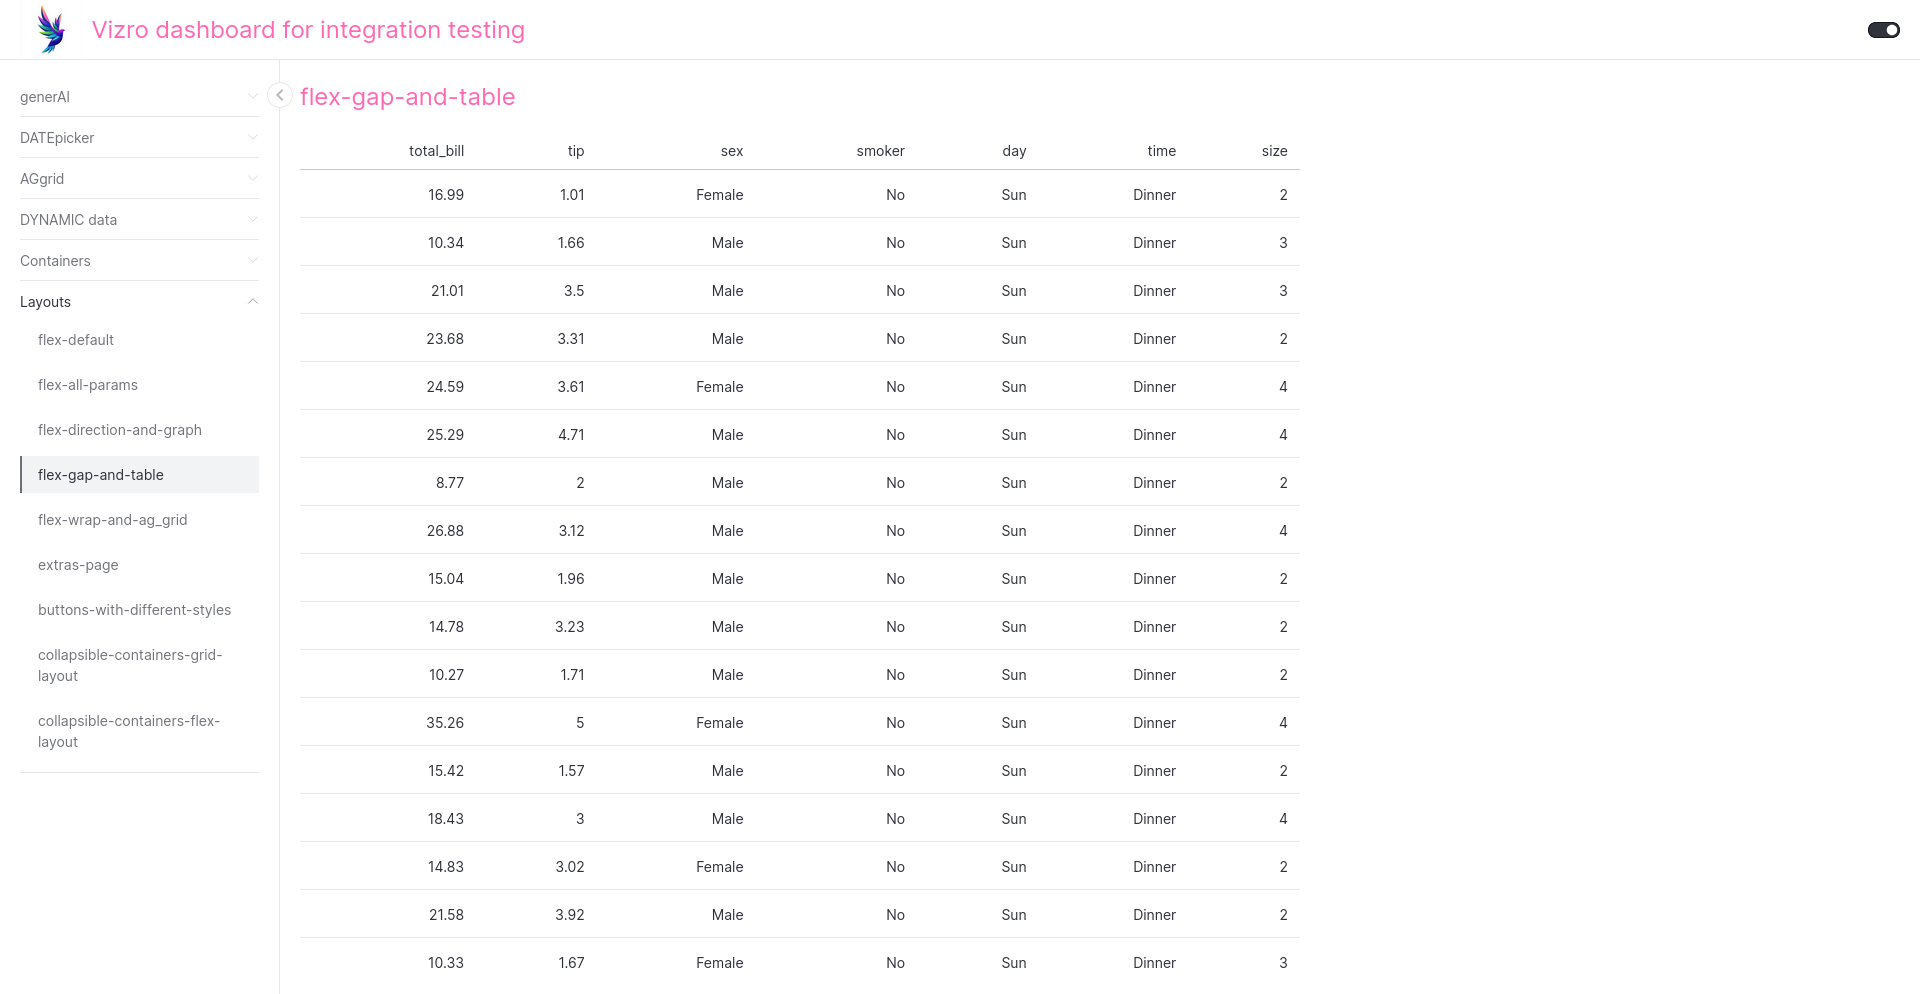 Vizro dashboard for integration testing
generAI
DATEpicker
AGgrid
DYNAMIC data
Containers
Layouts
flex-default
flex-all-params
flex-direction-and-graph
flex-gap-and-table
flex-wrap-and-ag_grid
extras-page
buttons-with-different-styles
collapsible-containers-grid-
layout
collapsible-containers-flex-
layout
flex-gap-and-table
total_bill tip sex smoker day time size
16.99 1.01 Female No Sun Dinner 2
10.34 1.66 Male No Sun Dinner 3
21.01 3.5 Male No Sun Dinner 3
23.68 3.31 Male No Sun Dinner 2
24.59 3.61 Female No Sun Dinner 4
25.29 4.71 Male No Sun Dinner 4
8.77 2 Male No Sun Dinner 2
26.88 3.12 Male No Sun Dinner 4
15.04 1.96 Male No Sun Dinner 2
14.78 3.23 Male No Sun Dinner 2
10.27 1.71 Male No Sun Dinner 2
35.26 5 Female No Sun Dinner 4
15.42 1.57 Male No Sun Dinner 2
18.43 3 Male No Sun Dinner 4
14.83 3.02 Female No Sun Dinner 2
21.58 3.92 Male No Sun Dinner 2
10.33 1.67 Female No Sun Dinner 3